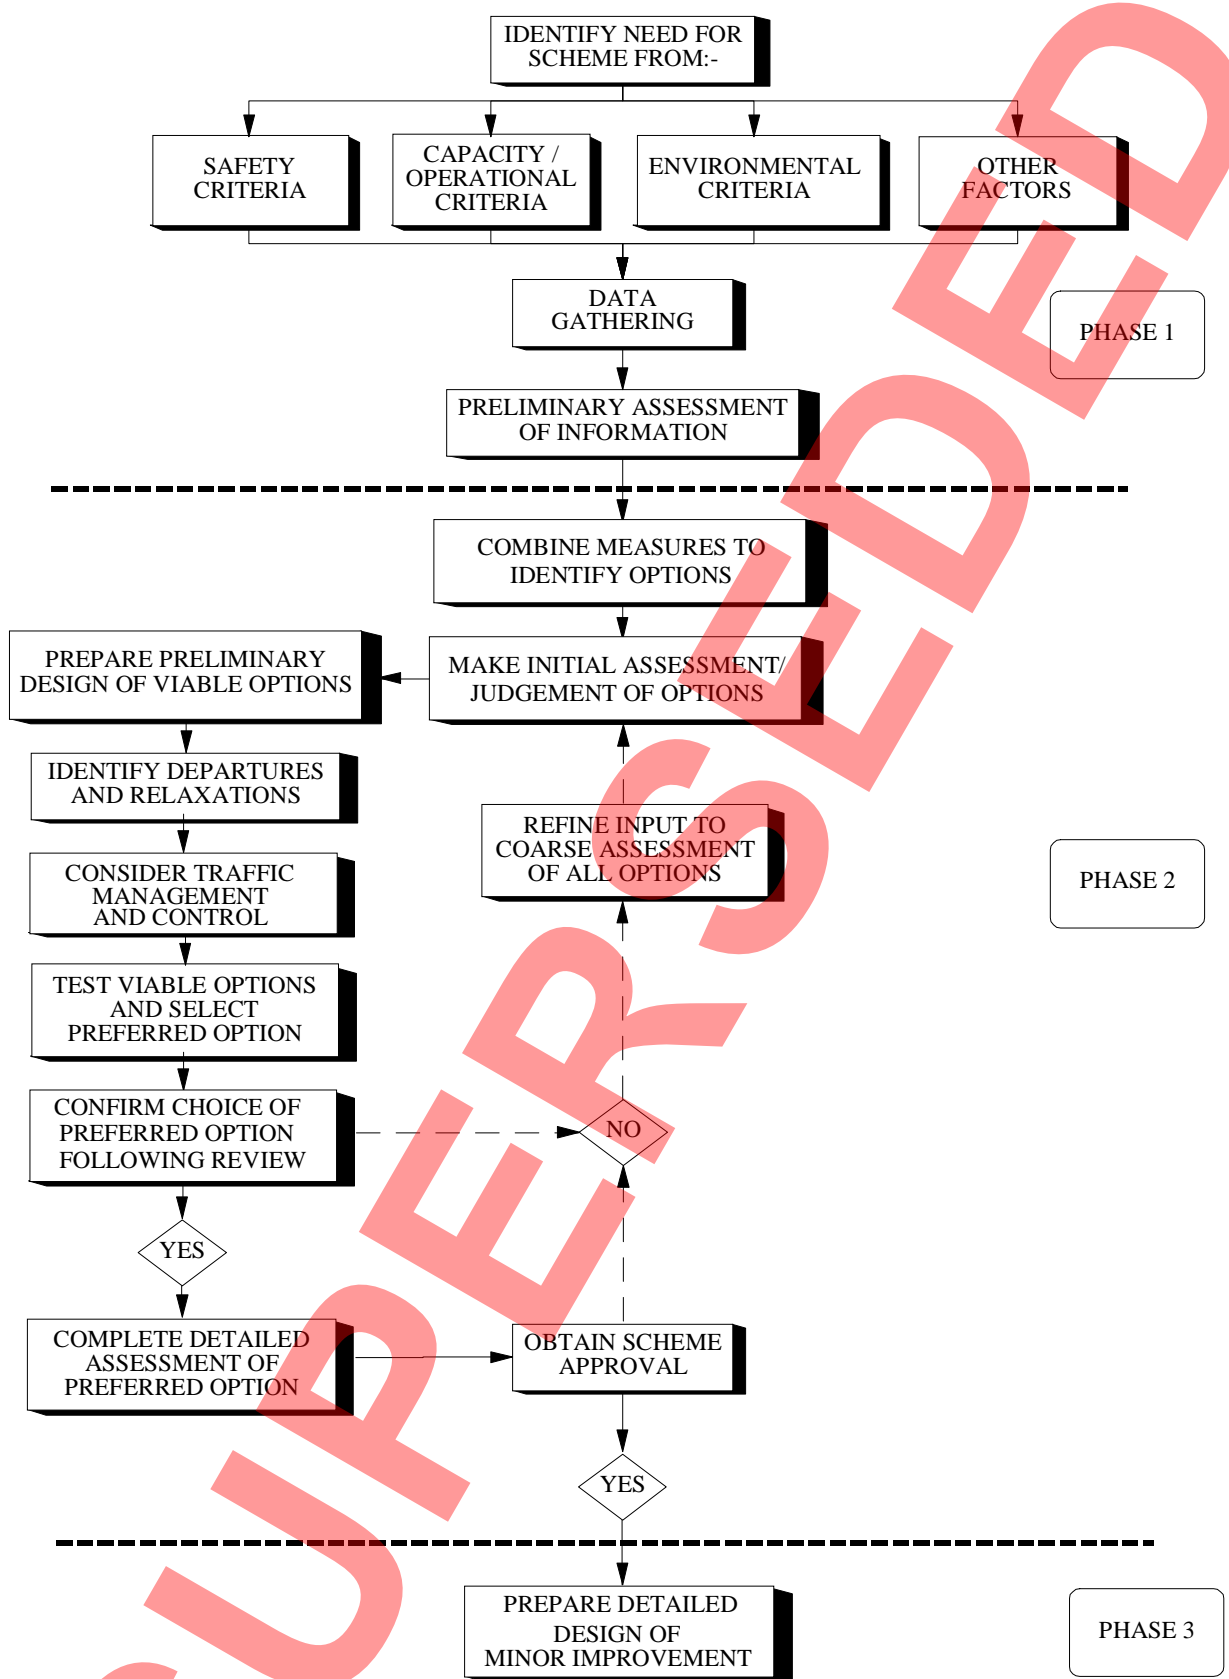 IDENTIFY NEED FOR
SCHEME FROM:-
SAFETY
CRITERIA
CAPACITY /
OPERATIONAL
CRITERIA
ENVIRONMENTAL
CRITERIA
OTHER
FACTORS
DATA
GATHERING
PHASE 1
PRELIMINARY ASSESSMENT
OF INFORMATION
COMBINE MEASURES TO
IDENTIFY OPTIONS
MAKE INITIAL ASSESSMENT/
JUDGEMENT OF OPTIONS
PREPARE PRELIMINARY
DESIGN OF VIABLE OPTIONS
IDENTIFY DEPARTURES
AND RELAXATIONS
CONSIDER TRAFFIC
MANAGEMENT
AND CONTROL
REFINE INPUT TO
COARSE ASSESSMENT
OF ALL OPTIONS
PHASE 2
TEST VIABLE OPTIONS
AND SELECT
PREFERRED OPTION
CONFIRM CHOICE OF
PREFERRED OPTION
FOLLOWING REVIEW
NO
YES
COMPLETE DETAILED
ASSESSMENT OF
PREFERRED OPTION
OBTAIN SCHEME
APPROVAL
YES
PREPARE DETAILED
DESIGN OF
MINOR IMPROVEMENT
PHASE 3
SUPERSEDED